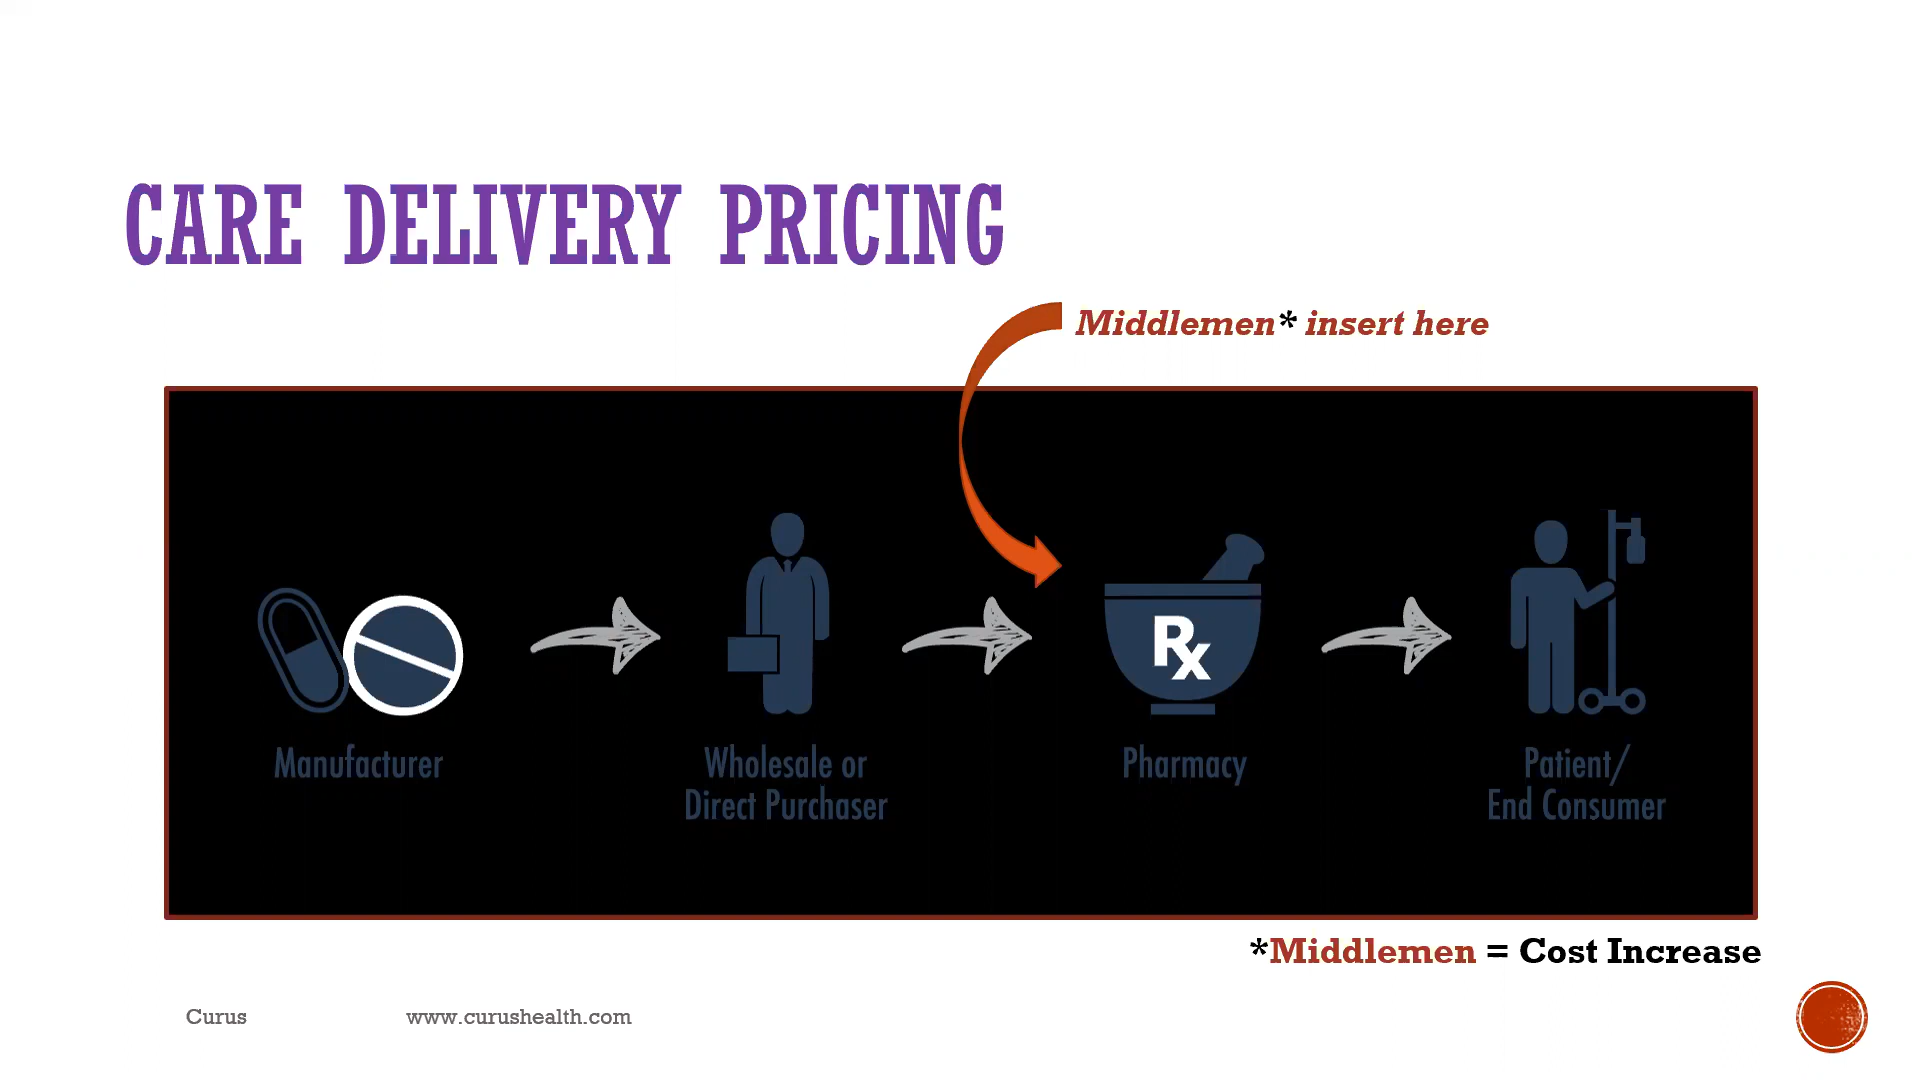 CARE DELIVERY PRICING
Middlemen* insert here
Rx
Manufacturer
Wholesale or
Direct Purchaser
Pharmacy
Patient/
End Consumer
*Middlemen = Cost Increase
Curus
www.curushealth.com